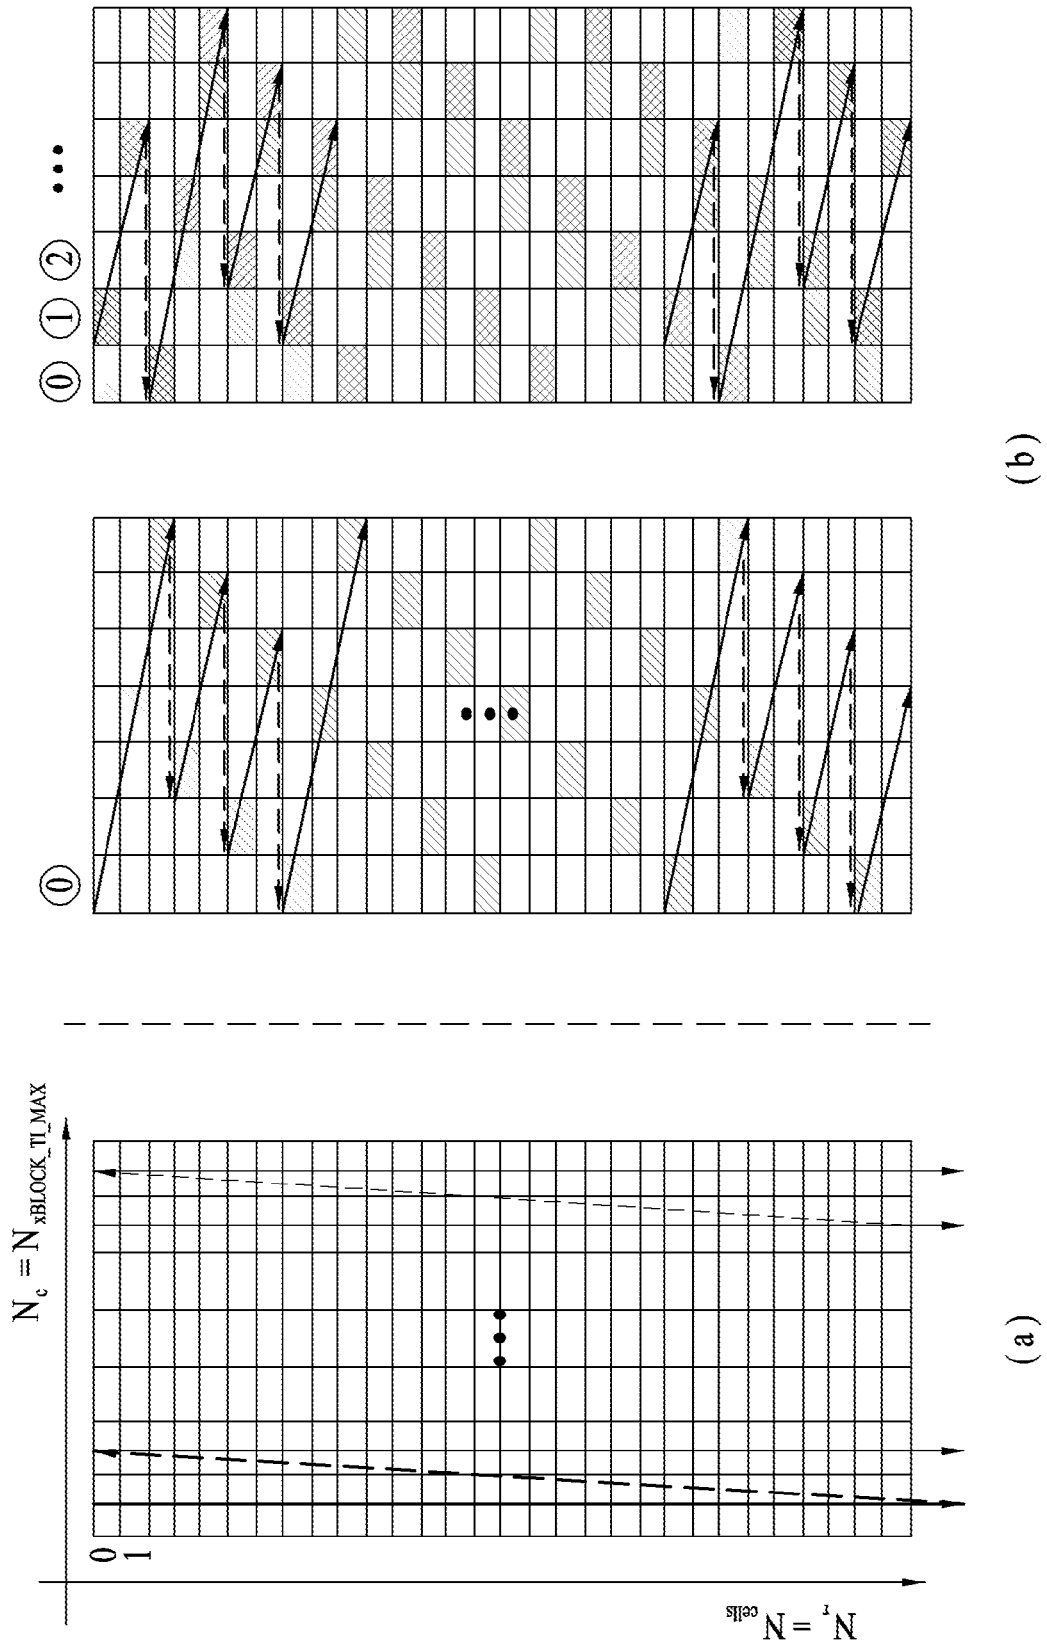 N_c = N_xBLOCK_TI_MAX
0
1
N_r = N_cells
(a)
0
0 1 2 •••
(b)